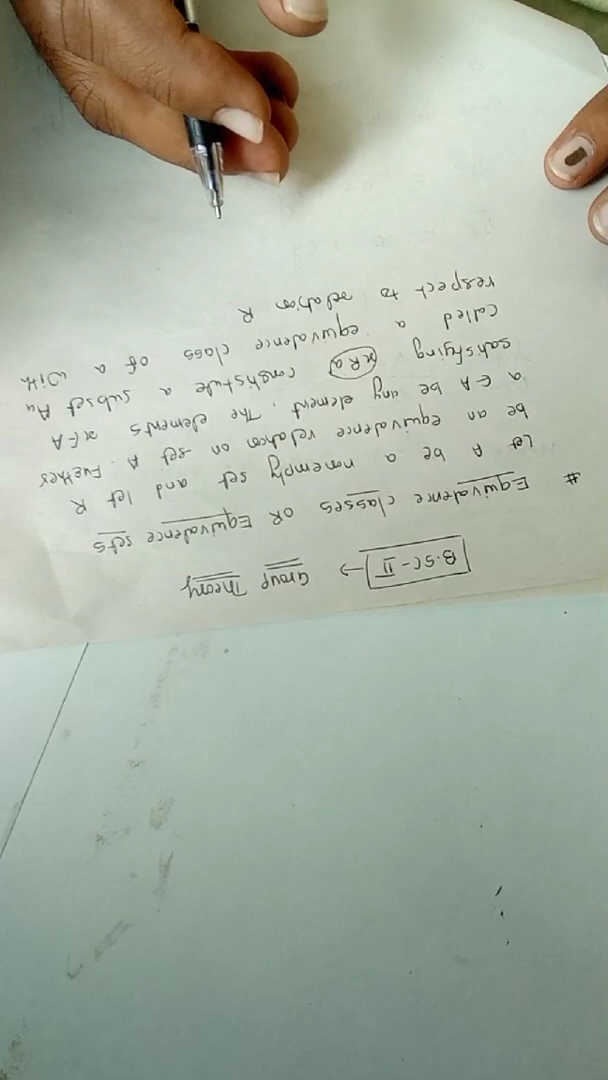 B.SC-II → Group Theory
# Equivalence classes OR Equivalence sets
Let A be a nonempty set and let R
be an equivalence relation on set A. Further
a ∈ A be any element. The elements x ∈ A
satisfying xRa constitute a subset Aa
called a equivalence class of a with
respect to relation R